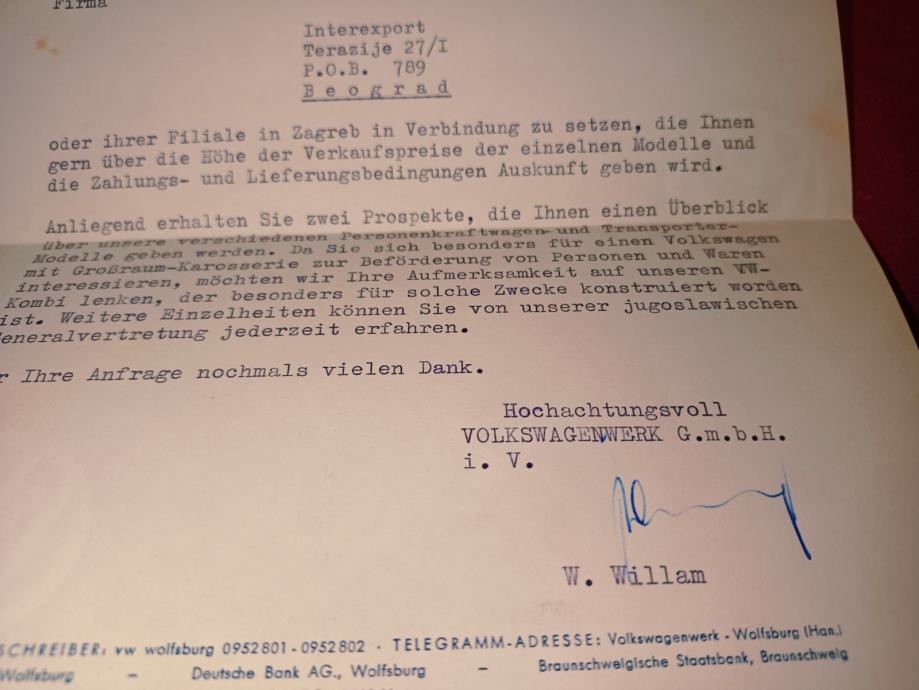 Firma
Interexport
Terazije 27/I
P.O.B. 789
B e o g r a d
oder ihrer Filiale in Zagreb in Verbindung zu setzen, die Ihnen
gern über die Höhe der Verkaufspreise der einzelnen Modelle und
die Zahlungs- und Lieferungsbedingungen Auskunft geben wird.
Anliegend erhalten Sie zwei Prospekte, die Ihnen einen Überblick
über unsere verschiedenen Personenkraftwagen- und Transporter-
Modelle geben werden. Da Sie sich besonders für einen Volkswagen
mit Großraum-Karosserie zur Beförderung von Personen und Waren
interessieren, möchten wir Ihre Aufmerksamkeit auf unseren VW-
Kombi lenken, der besonders für solche Zwecke konstruiert worden
ist. Weitere Einzelheiten können Sie von unserer jugoslawischen
eneralvertretung jederzeit erfahren.
r Ihre Anfrage nochmals vielen Dank.
Hochachtungsvoll
VOLKSWAGENWERK G.m.b.H.
i. V.
W. Willam
SCHREIBER: vw wolfsburg 0952801 - 0952802 · TELEGRAMM-ADRESSE: Volkswagenwerk - Wolfsburg (Han.)
Wolfsburg – Deutsche Bank AG., Wolfsburg – Braunschweigische Staatsbank, Braunschweig